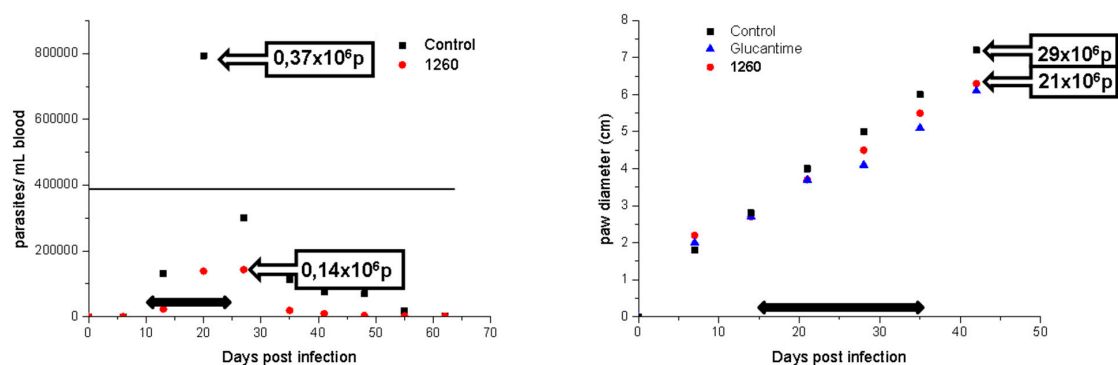 800000
600000
400000
200000
0
parasites/ mL blood
0 10 20 30 40 50 60 70
Days post infection
Control
1260
0,37x10⁶p
0,14x10⁶p
8
7
6
5
4
3
2
1
0
paw diameter (cm)
0 10 20 30 40 50
Days post infection
Control
Glucantime
1260
29x10⁶p
21x10⁶p